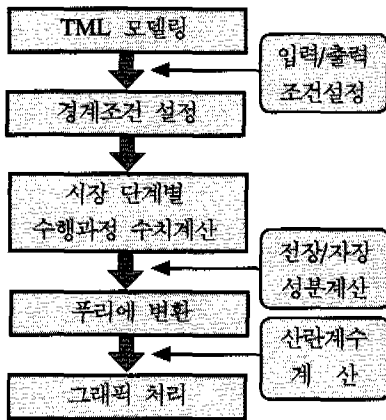 TML 모델링
입력/출력
조건설정
경계조건 설정
시장 단계별
수행과정 수치계산
전장/자장
성분계산
푸리에 변환
산란계수
계 산
그래픽 처리